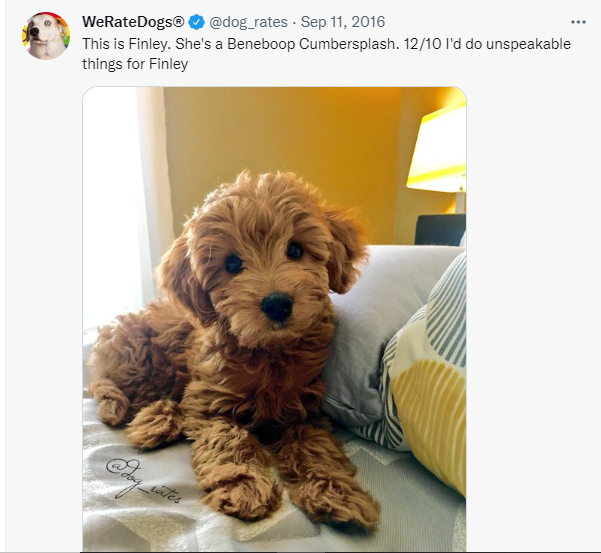 WeRateDogs® @dog_rates · Sep 11, 2016
This is Finley. She's a Beneboop Cumbersplash. 12/10 I'd do unspeakable
things for Finley
@dog_rates